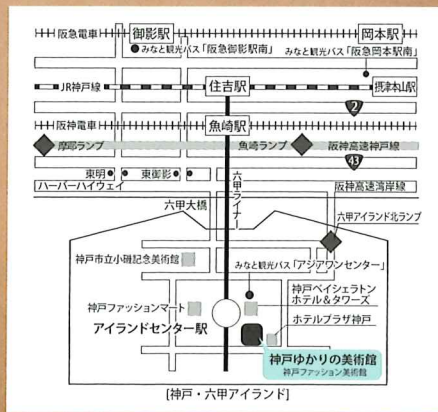 阪急電車
御影駅
岡本駅
みなと観光バス「阪急御影駅南」
みなと観光バス「阪急岡本駅南」
JR神戸線
住吉駅
摂津本山駅
2
阪神電車
魚崎駅
摩耶ランプ
魚崎ランプ
阪神高速神戸線
43
東明
東御影
ハーバーハイウェイ
六甲ライナー
阪神高速湾岸線
六甲大橋
六甲アイランド北ランプ
神戸市立小磯記念美術館
みなと観光バス「アジアワンセンター」
神戸ファッションマート
神戸ベイシェラトン
ホテル&タワーズ
アイランドセンター駅
ホテルプラザ神戸
神戸ゆかりの美術館
神戸ファッション美術館
[神戸・六甲アイランド]